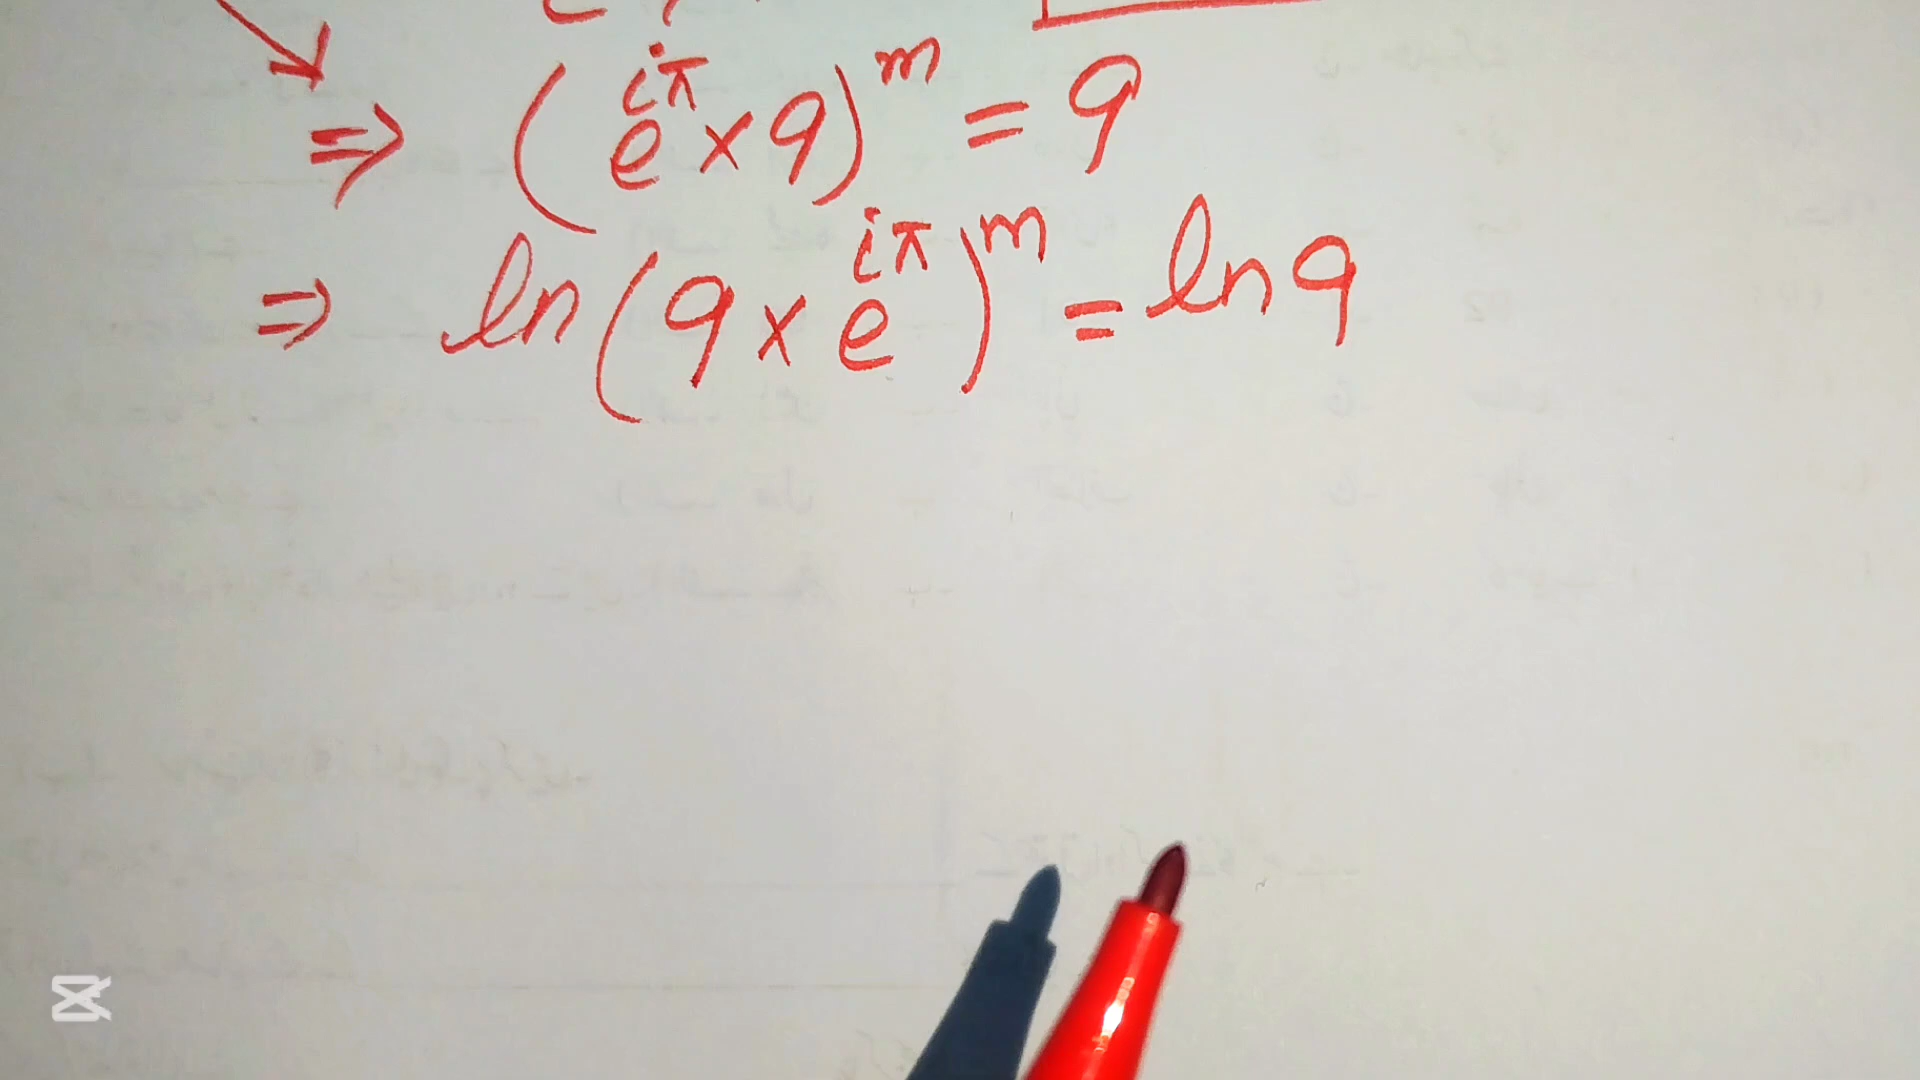 ⇒ (e^{iπ} × 9)^m = 9
⇒ ln(9 × e^{iπ})^m = ln 9